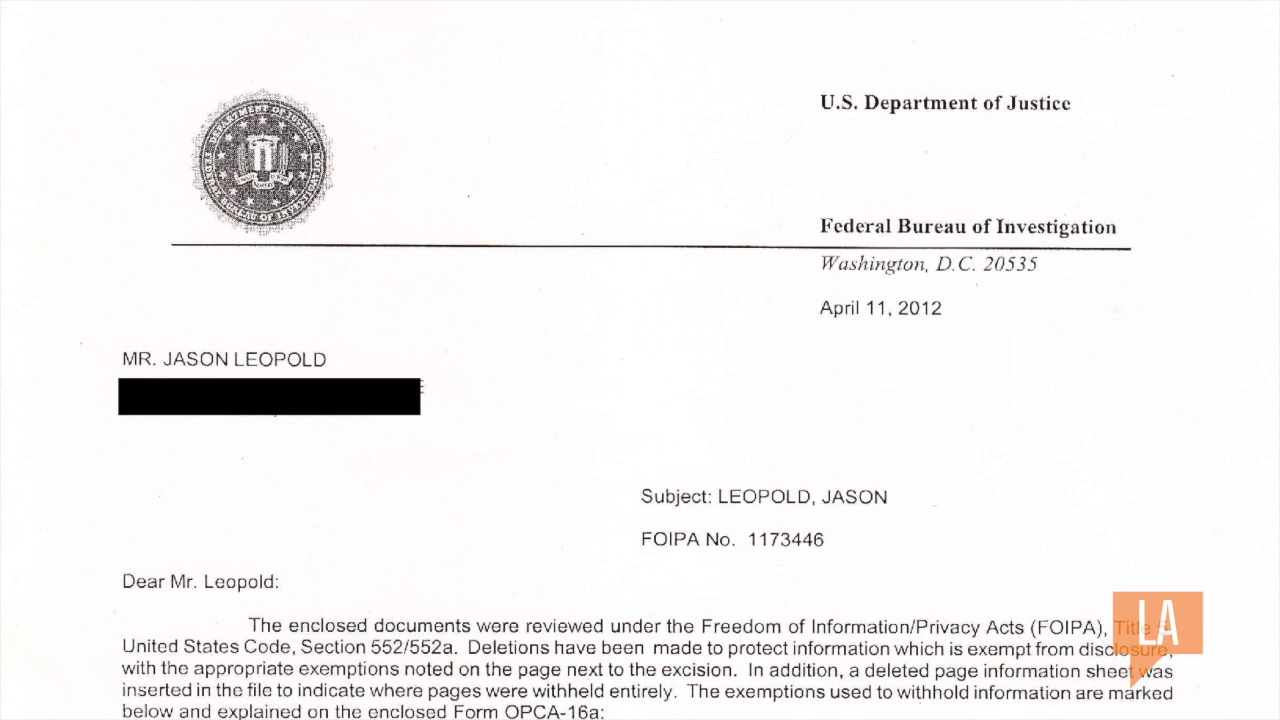 U.S. Department of Justice
Federal Bureau of Investigation
Washington, D.C. 20535
April 11, 2012
MR. JASON LEOPOLD
Subject: LEOPOLD, JASON
FOIPA No. 1173446
Dear Mr. Leopold:
The enclosed documents were reviewed under the Freedom of Information/Privacy Acts (FOIPA), Title 5,
United States Code, Section 552/552a. Deletions have been made to protect information which is exempt from disclosure,
with the appropriate exemptions noted on the page next to the excision. In addition, a deleted page information sheet was
inserted in the file to indicate where pages were withheld entirely. The exemptions used to withhold information are marked
below and explained on the enclosed Form OPCA-16a:
LA